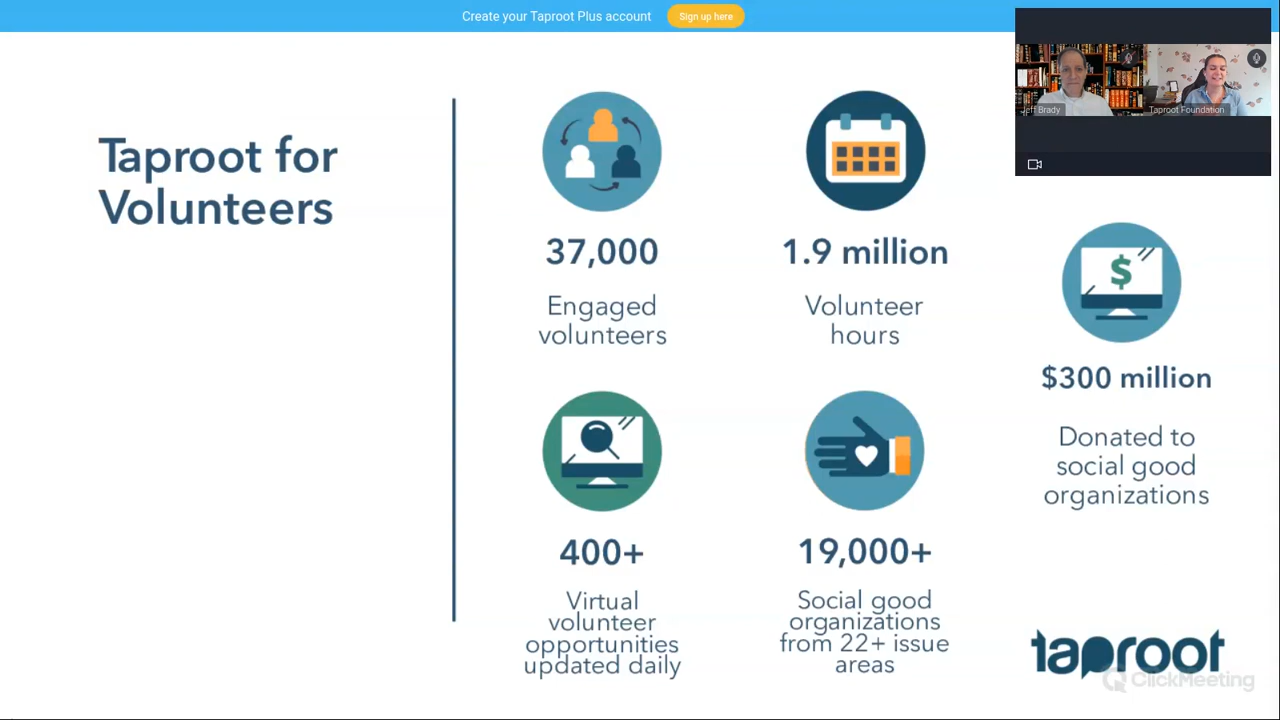 Create your Taproot Plus account
Sign up here
Jeff Brady
Taproot Foundation
Taproot for
Volunteers
37,000
Engaged
volunteers
1.9 million
Volunteer
hours
$
$300 million
Donated to
social good
organizations
400+
Virtual
volunteer
opportunities
updated daily
19,000+
Social good
organizations
from 22+ issue
areas
taproot
ClickMeeting